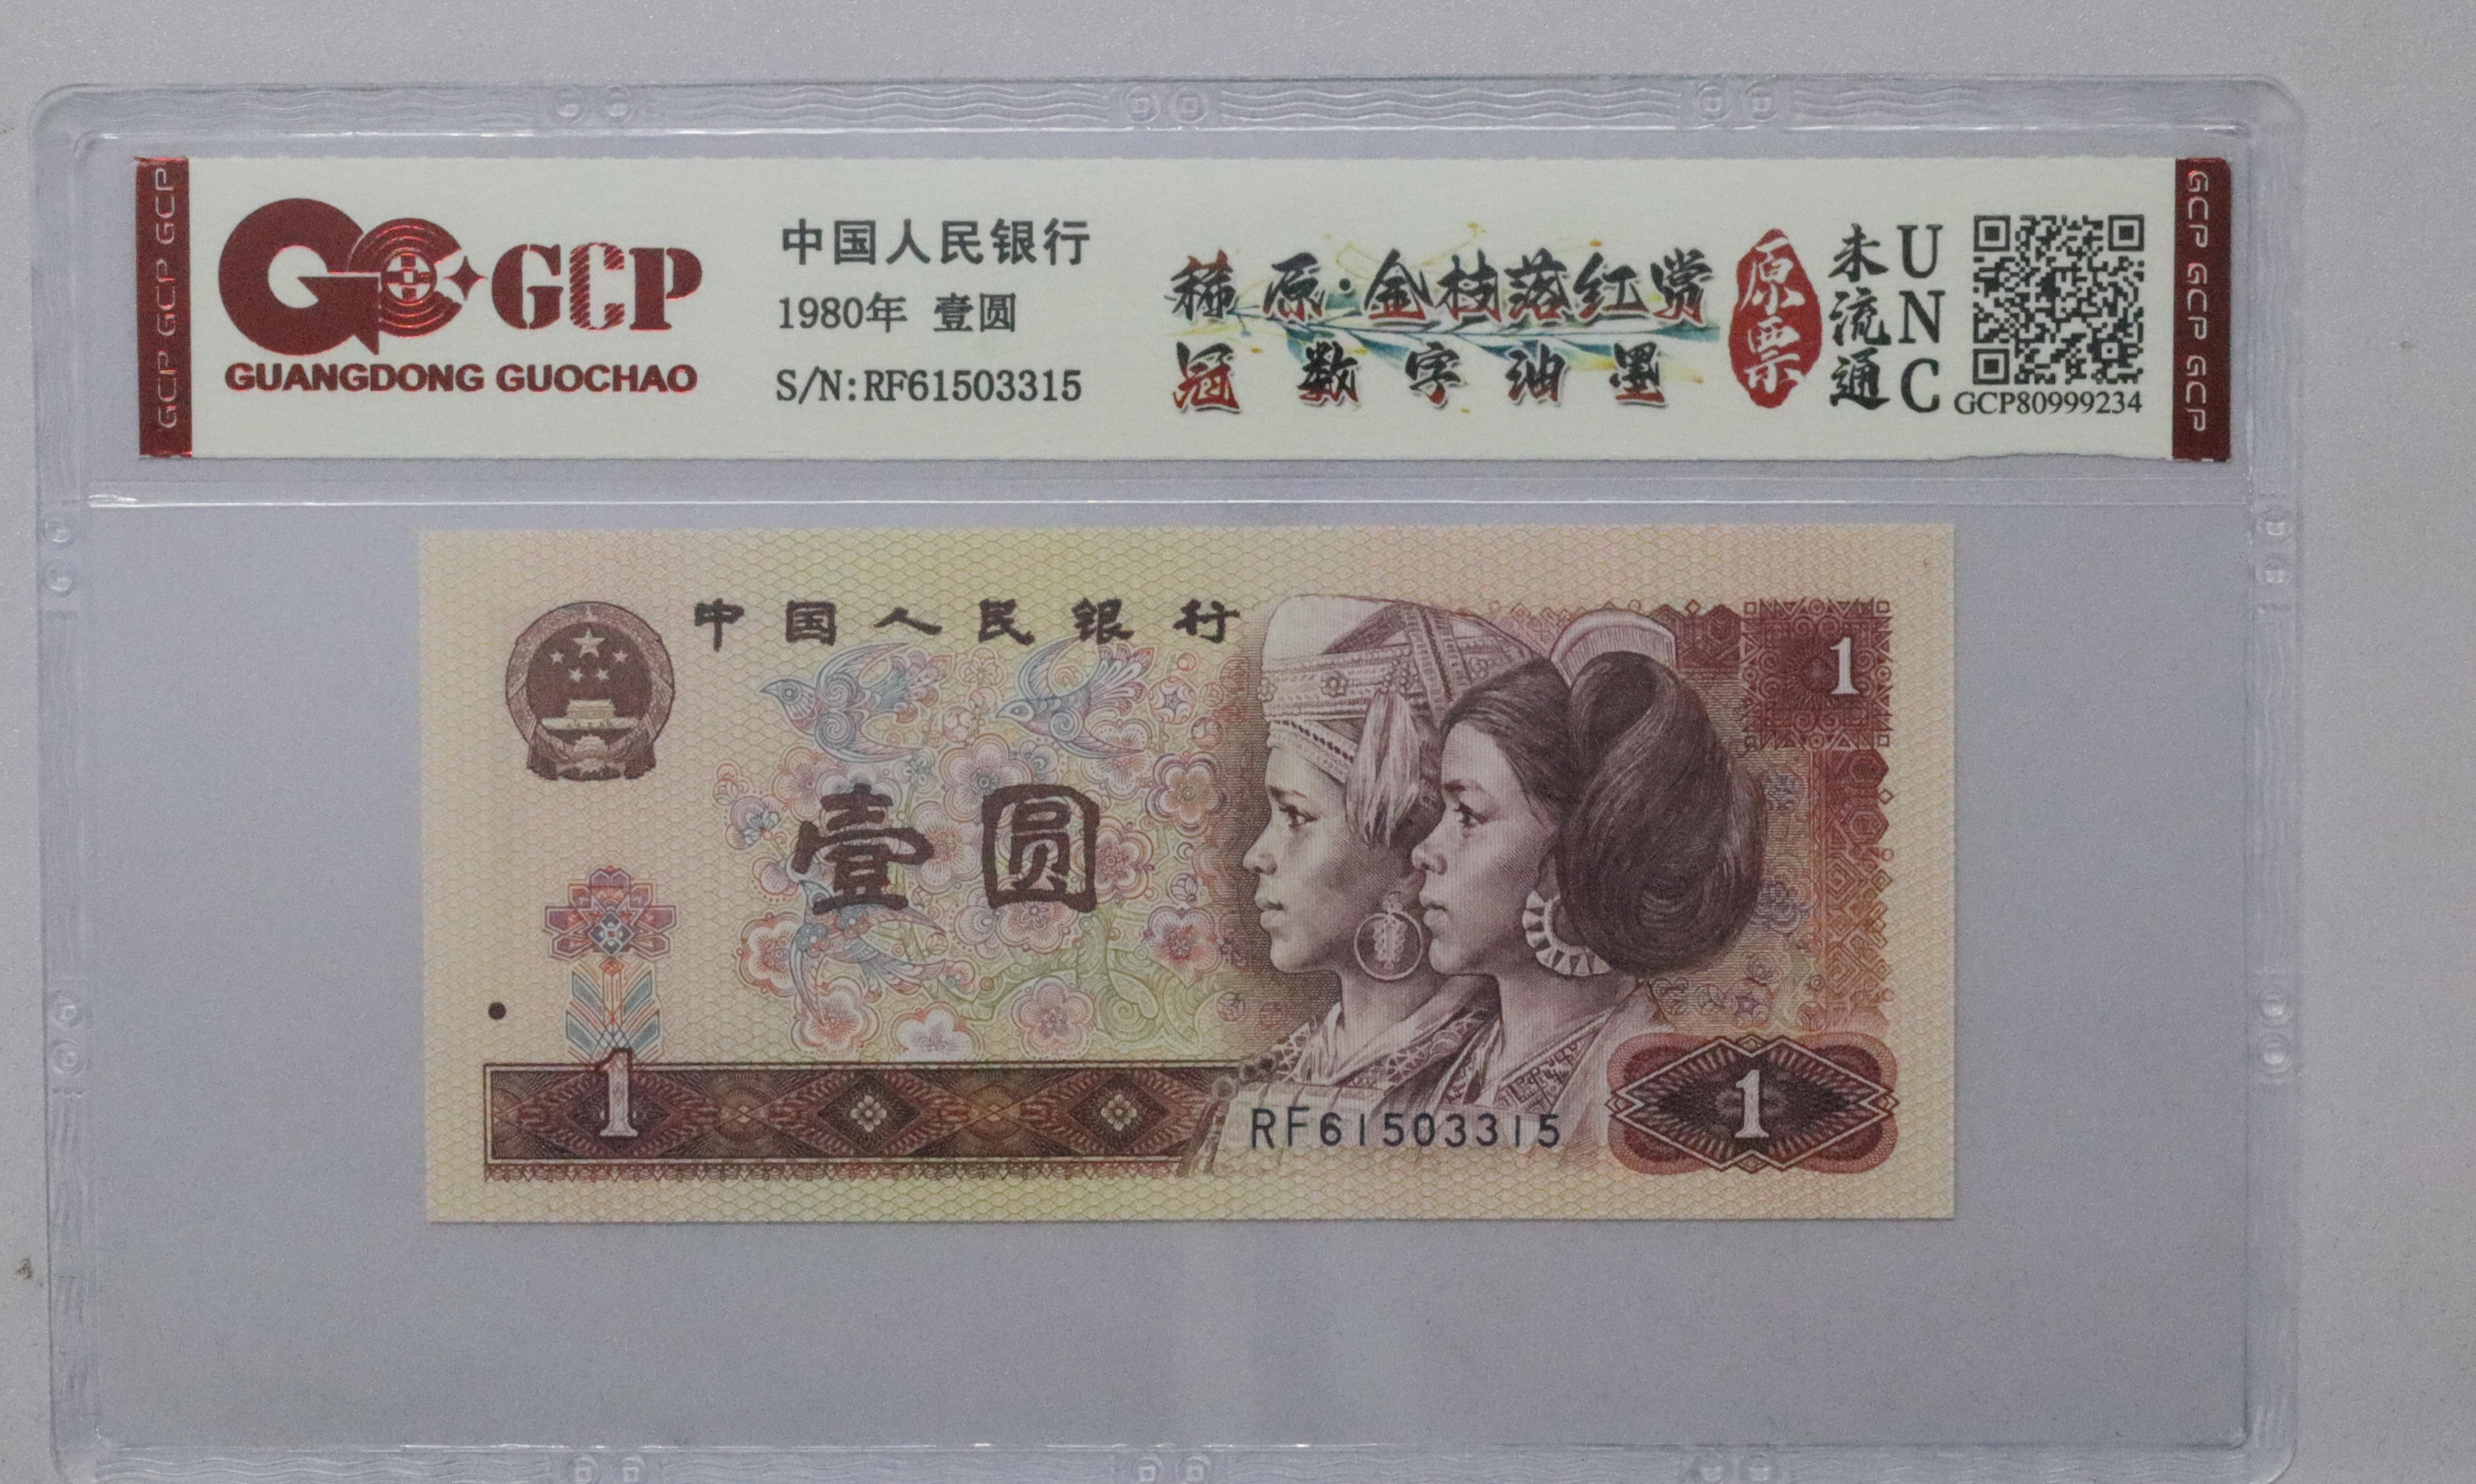 GCP GCP GCP
GCP
GUANGDONG GUOCHAO
中国人民银行
1980年 壹圆
S/N:RF61503315
稀原·金枝落红赏
冠数字油墨
原票
未流通
UNC
GCP80999234
GCP GCP GCP
中国人民银行
1
壹圆
1
RF61503315
1